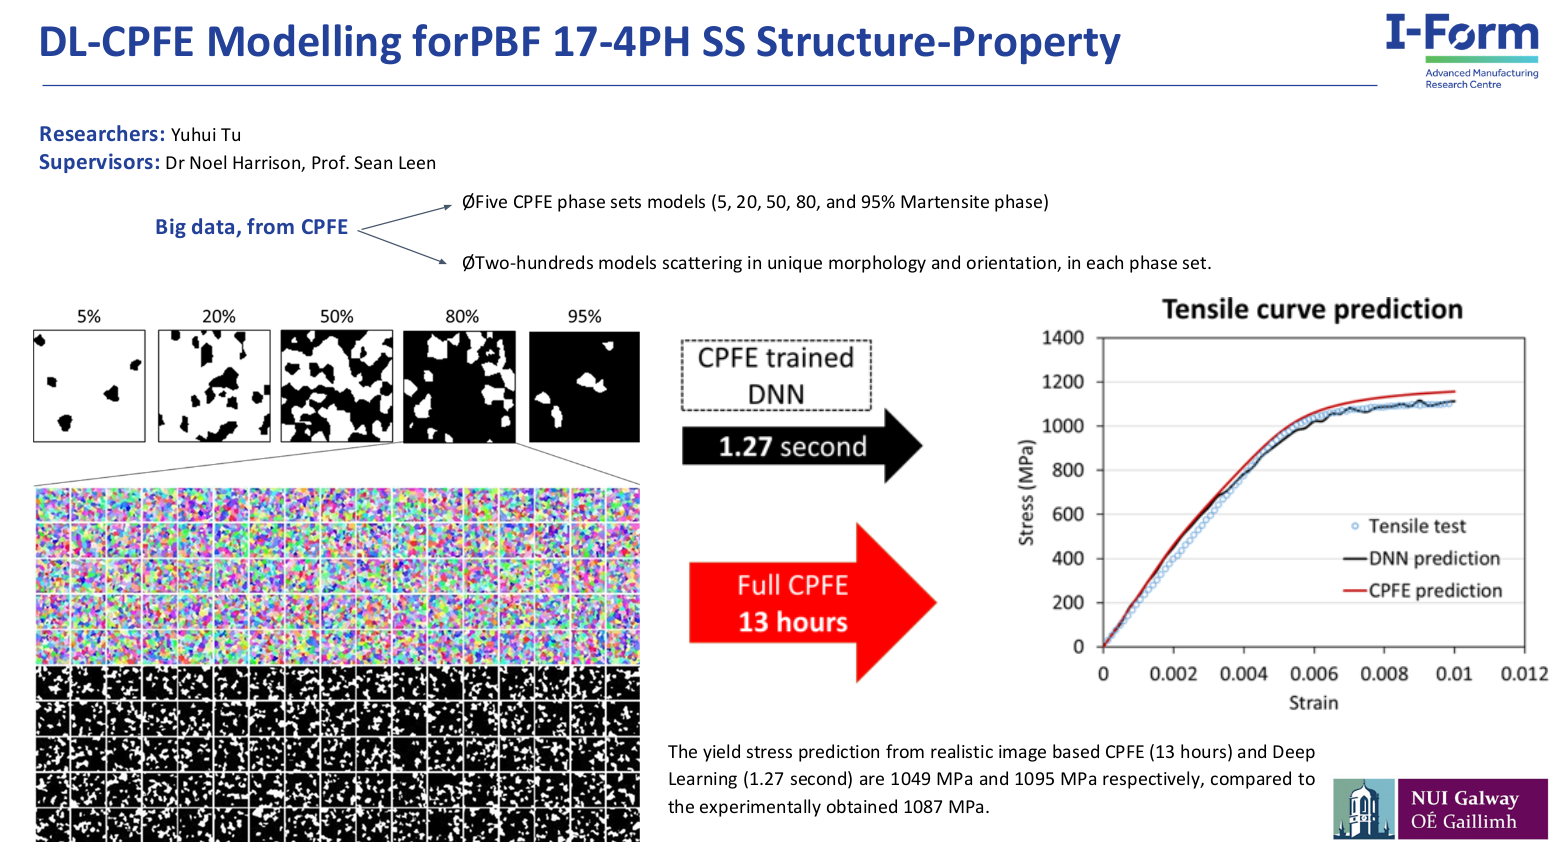 DL-CPFE Modelling forPBF 17-4PH SS Structure-Property
I-Form
Advanced Manufacturing
Research Centre
Researchers: Yuhui Tu
Supervisors: Dr Noel Harrison, Prof. Sean Leen
Big data, from CPFE
ØFive CPFE phase sets models (5, 20, 50, 80, and 95% Martensite phase)
ØTwo-hundreds models scattering in unique morphology and orientation, in each phase set.
5% 20% 50% 80% 95%
CPFE trained
DNN
1.27 second
Full CPFE
13 hours
Tensile curve prediction
Stress (MPa)
1400
1200
1000
800
600
400
200
0
0 0.002 0.004 0.006 0.008 0.01 0.012
Strain
Tensile test
DNN prediction
CPFE prediction
The yield stress prediction from realistic image based CPFE (13 hours) and Deep
Learning (1.27 second) are 1049 MPa and 1095 MPa respectively, compared to
the experimentally obtained 1087 MPa.
NUI Galway
OÉ Gaillimh